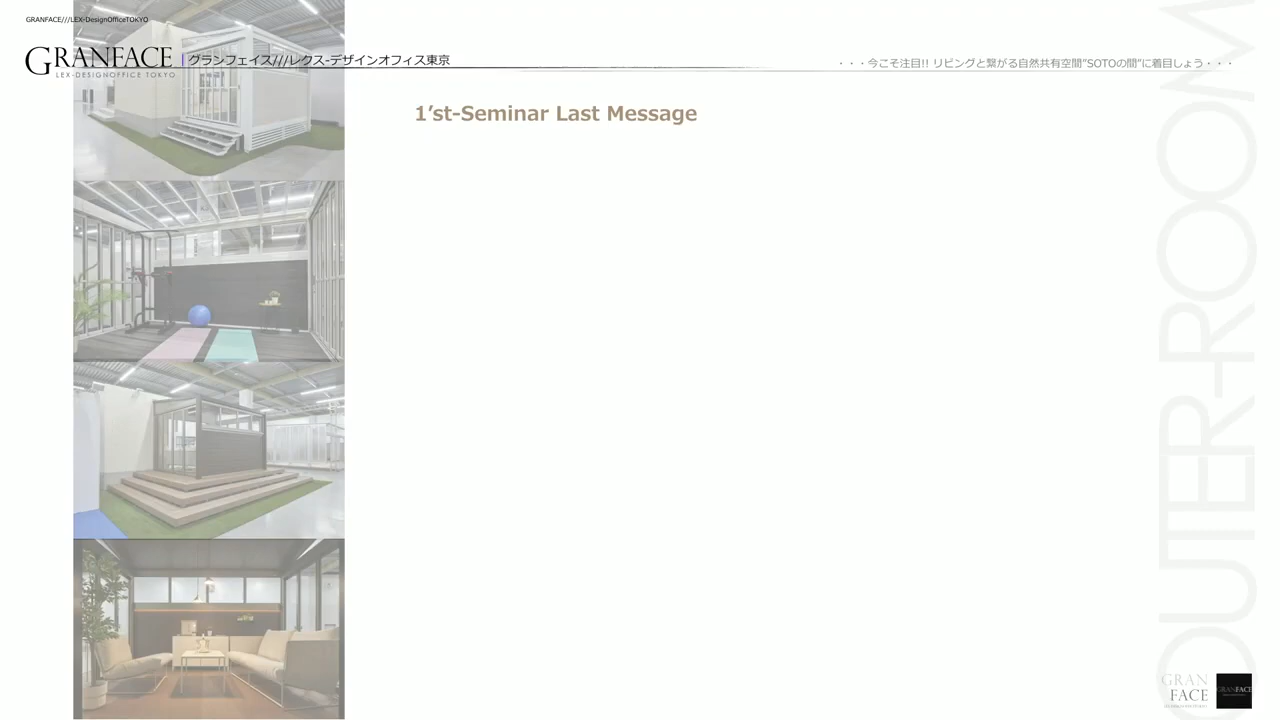 GRANFACE///LEX-DesignOfficeTOKYO
GRANFACE
LEX-DESIGNOFFICE TOKYO
グランフェイス///レクス-デザインオフィス東京
・・・今こそ注目!! リビングと繋がる自然共有空間”SOTOの間”に着目しょう・・・
1’st-Seminar Last Message
OUTER-ROOM
GRAN
FACE
GRANFACE